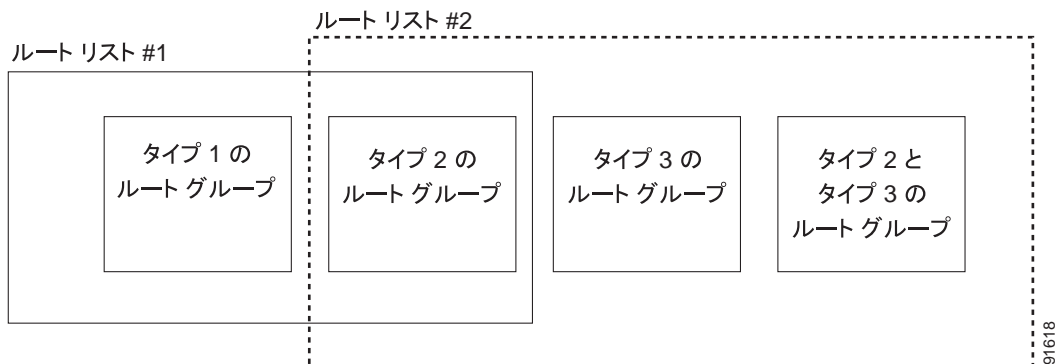 ルート リスト #2
ルート リスト #1
タイプ 1 の
ルート グループ
タイプ 2 の
ルート グループ
タイプ 3 の
ルート グループ
タイプ 2 と
タイプ 3 の
ルート グループ
91618